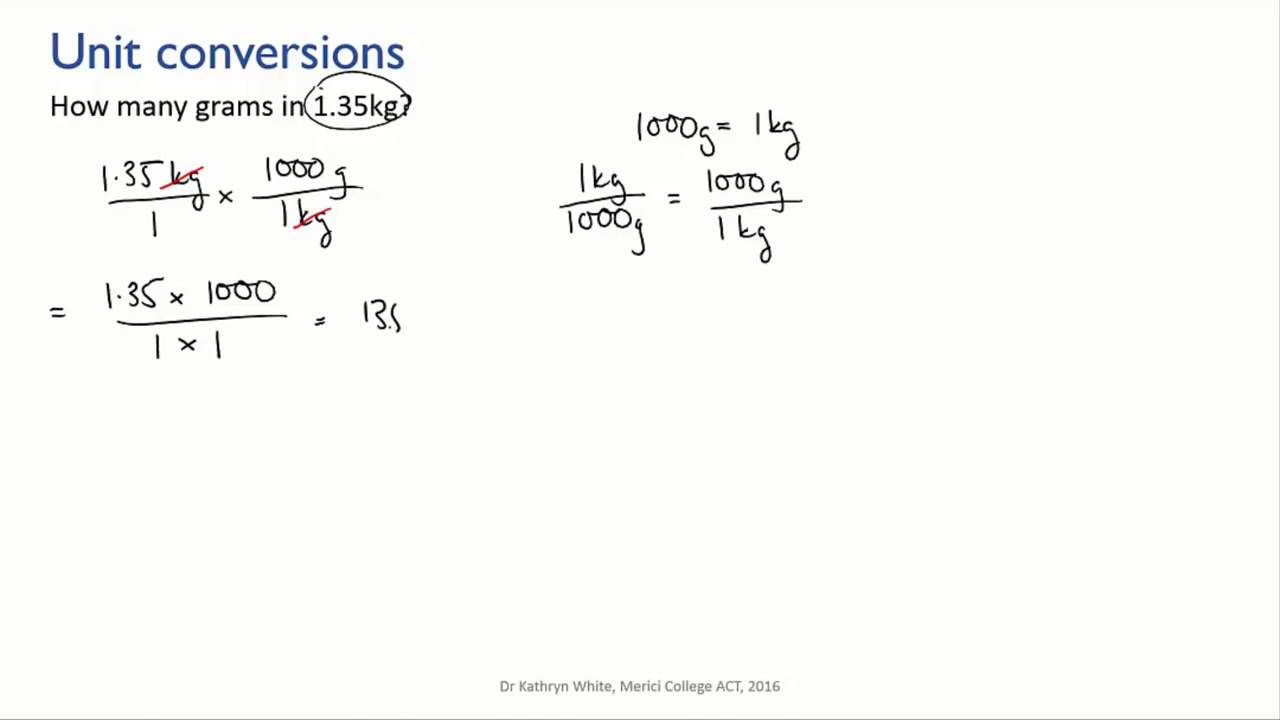 Unit conversions
How many grams in 1.35kg?
1000g = 1kg
1.35 kg / 1 × 1000 g / 1 kg
1kg / 1000g = 1000g / 1kg
= 1.35 × 1000 / 1 × 1 = 135
Dr Kathryn White, Merici College ACT, 2016